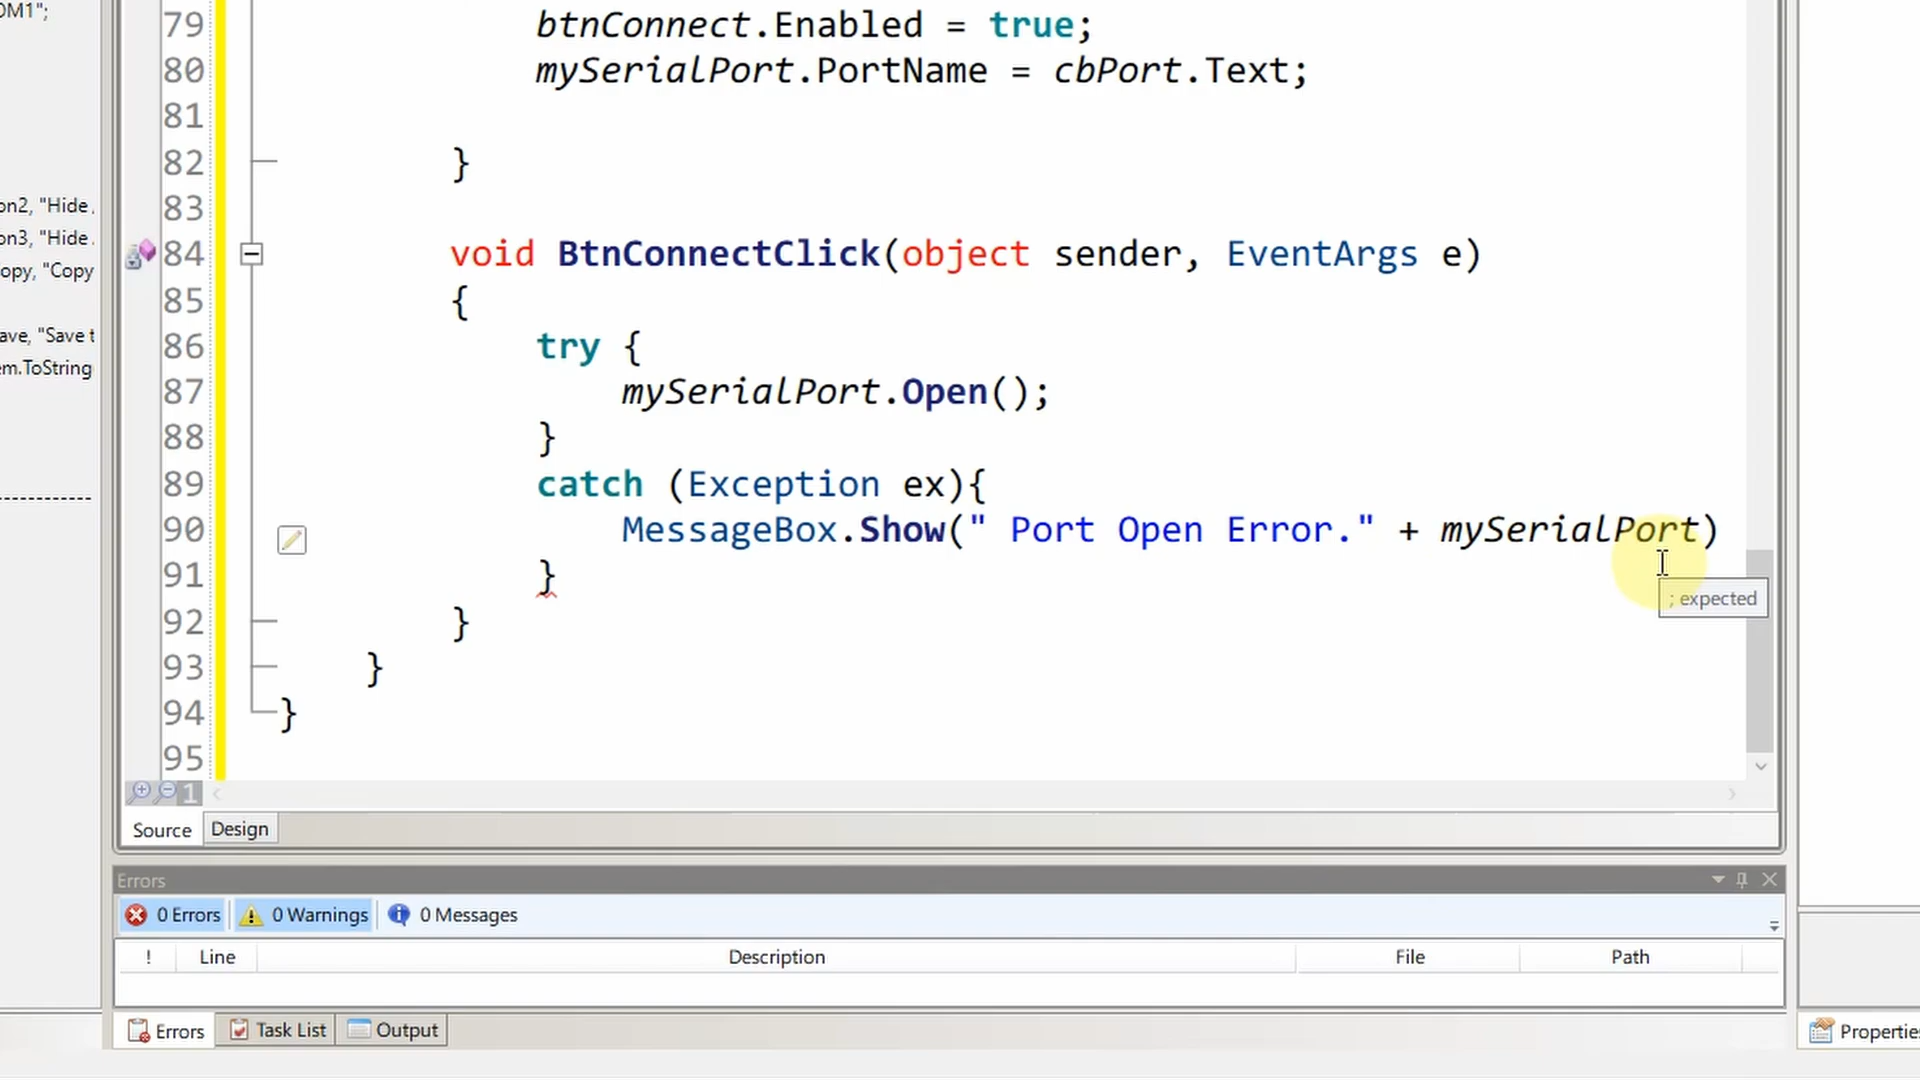 OM1";
on2, "Hide
on3, "Hide
opy, "Copy
ave, "Save t
em.ToString
79 btnConnect.Enabled = true;
80 mySerialPort.PortName = cbPort.Text;
81
82 }
83
84 void BtnConnectClick(object sender, EventArgs e)
85 {
86 try {
87 mySerialPort.Open();
88 }
89 catch (Exception ex){
90 MessageBox.Show(" Port Open Error." + mySerialPort)
91 }
; expected
92 }
93 }
94 }
95
1
Source Design
Errors
0 Errors 0 Warnings 0 Messages
! Line Description File Path
Errors Task List Output
Propertie